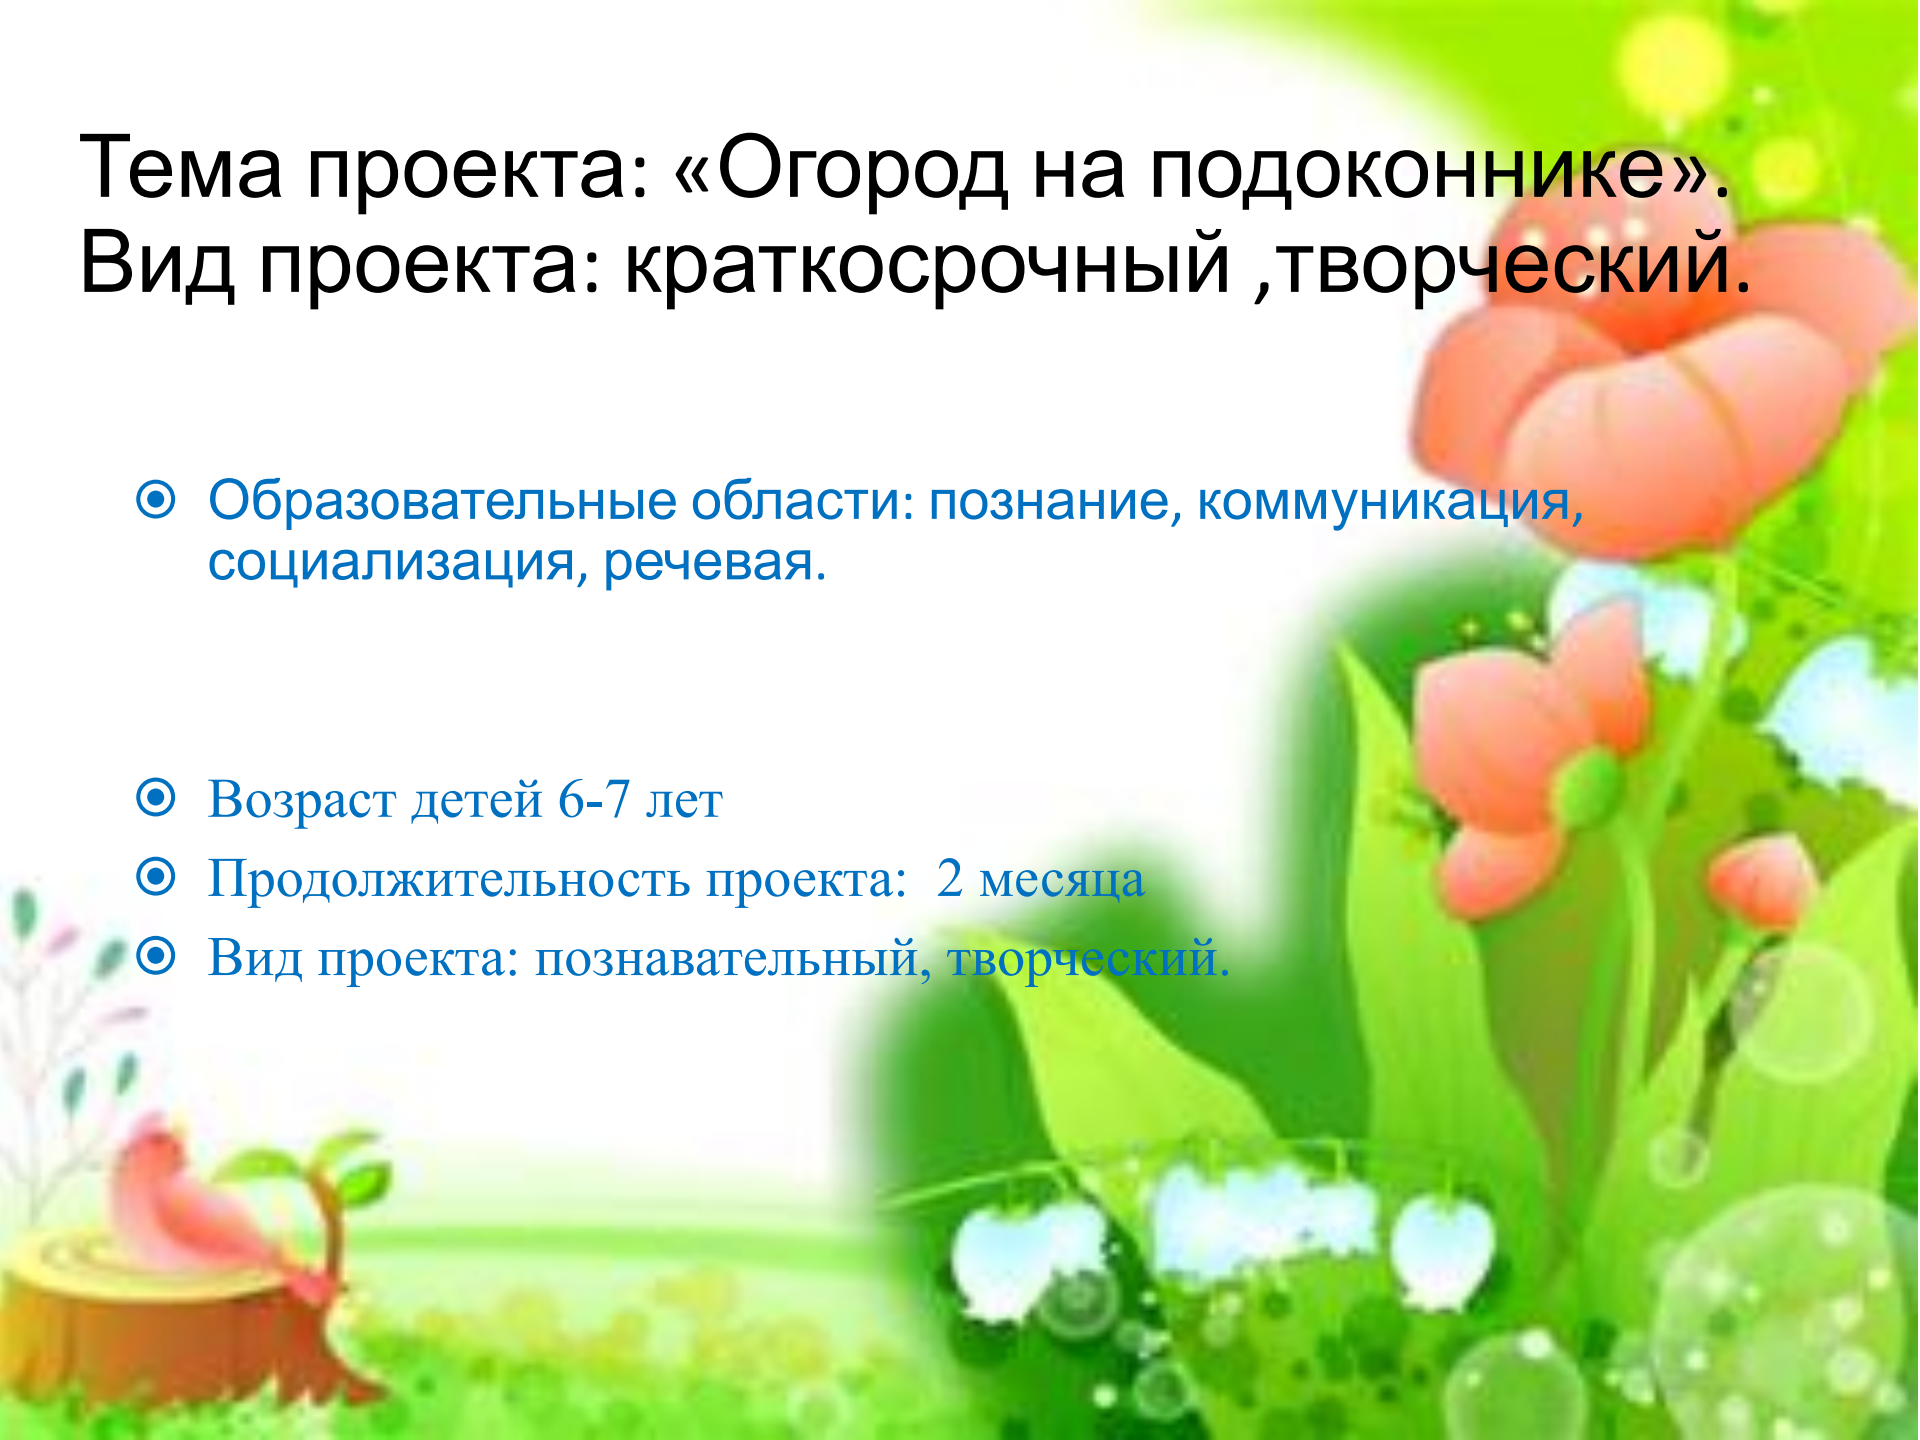 Тема проекта: «Огород на подоконнике».
Вид проекта: краткосрочный ,творческий.
Образовательные области: познание, коммуникация,
социализация, речевая.
Возраст детей 6-7 лет
Продолжительность проекта:  2 месяца
Вид проекта: познавательный, творческий.